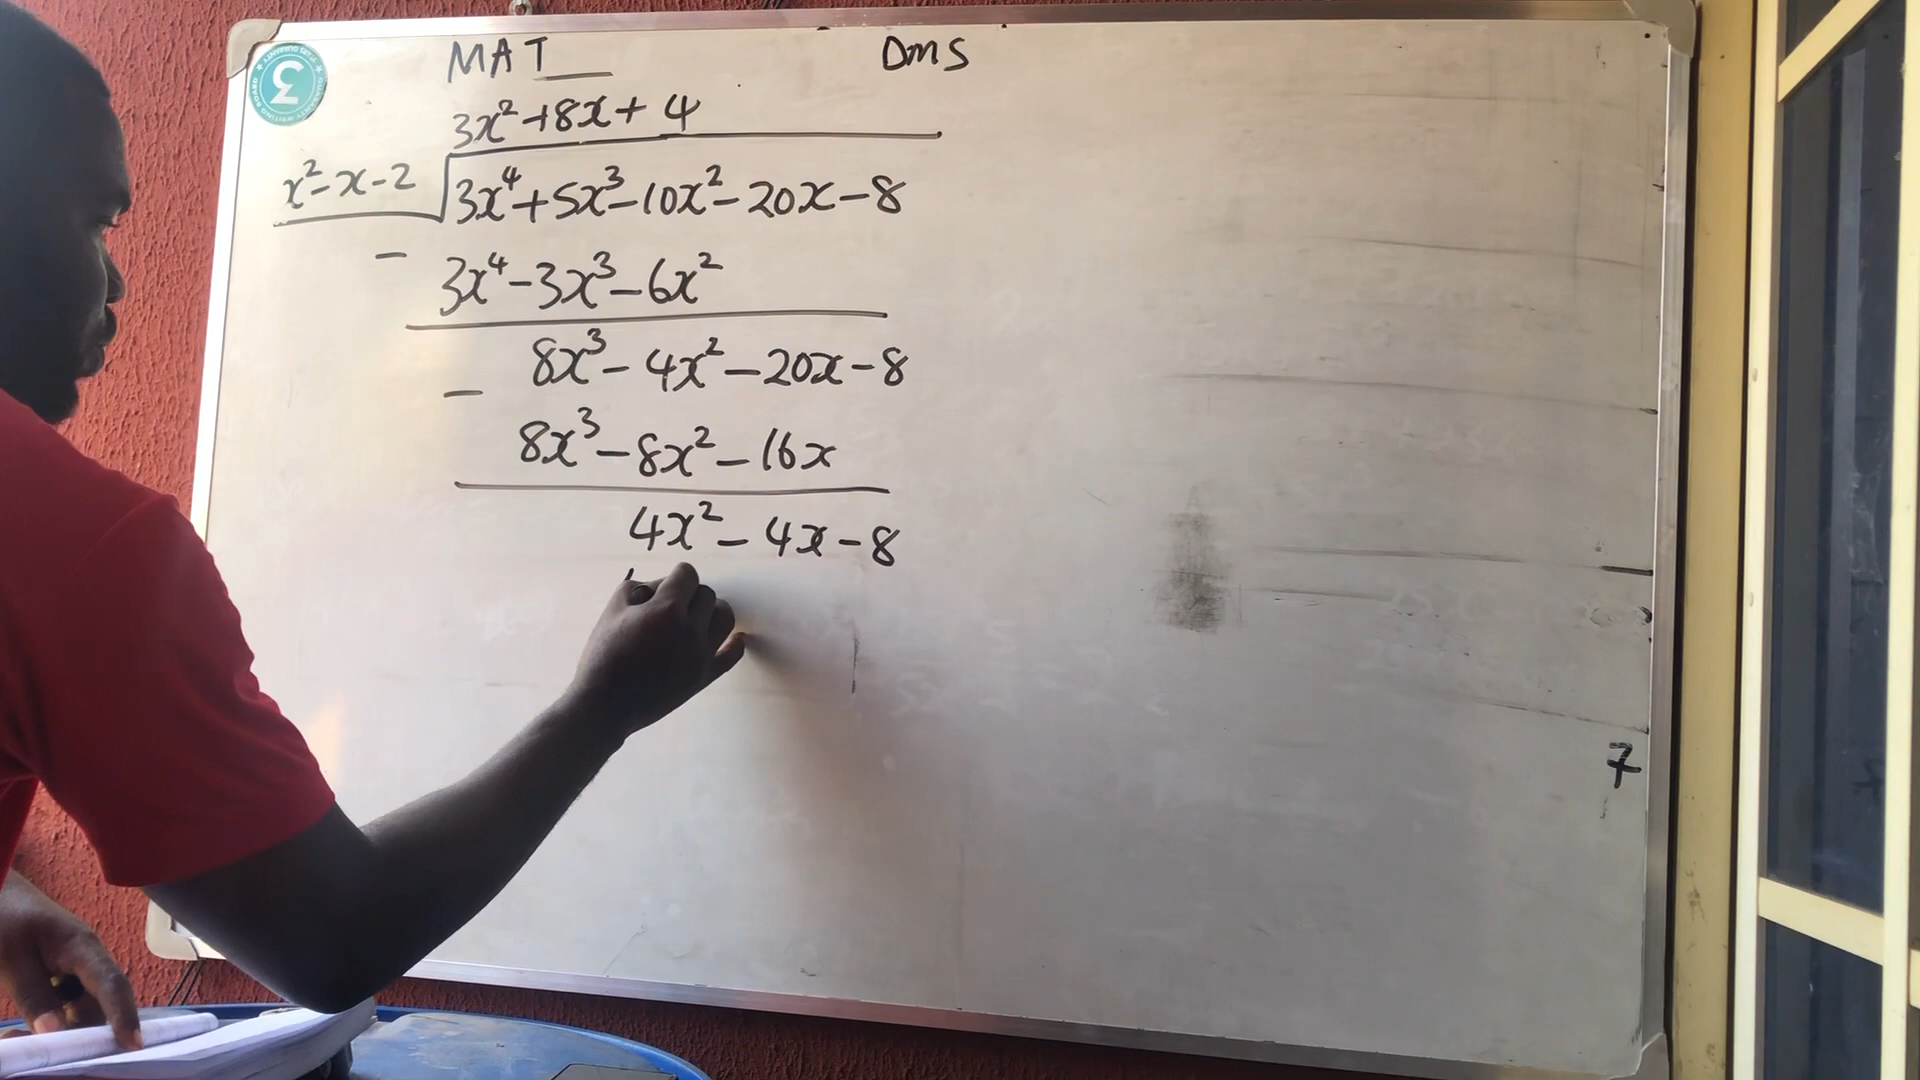 MAT DMS
3x² + 8x + 4
x² - x - 2 3x⁴ + 5x³ - 10x² - 20x - 8
- 3x⁴ - 3x³ - 6x²
8x³ - 4x² - 20x - 8
-
8x³ - 8x² - 16x
4x² - 4x - 8
7